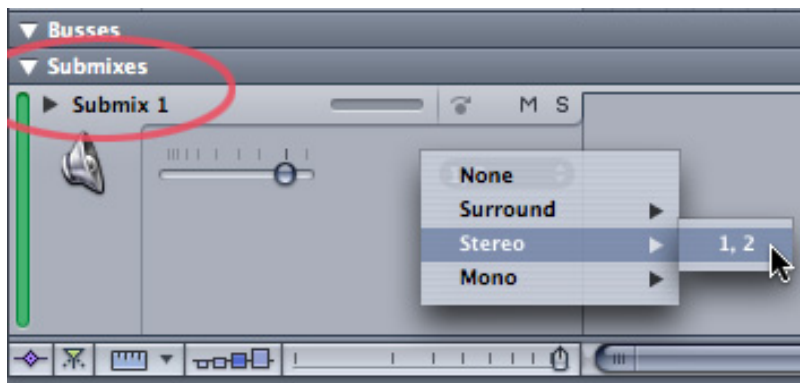 Busses
Submixes
Submix 1 M S
None
Surround
Stereo 1, 2
Mono